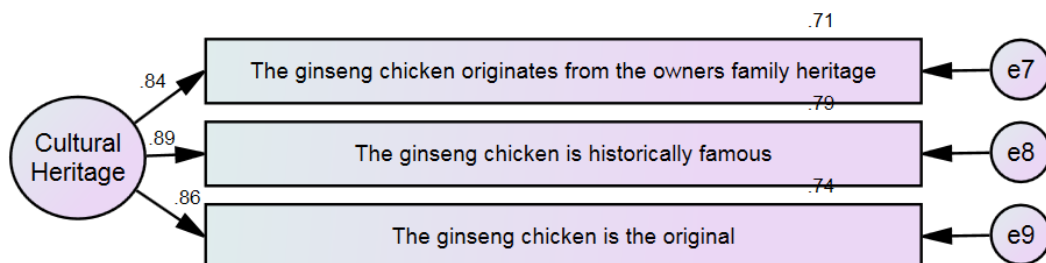 .71
The ginseng chicken originates from the owners family heritage
e7
.84
.79
Cultural
Heritage
.89
The ginseng chicken is historically famous
e8
.74
.86
The ginseng chicken is the original
e9